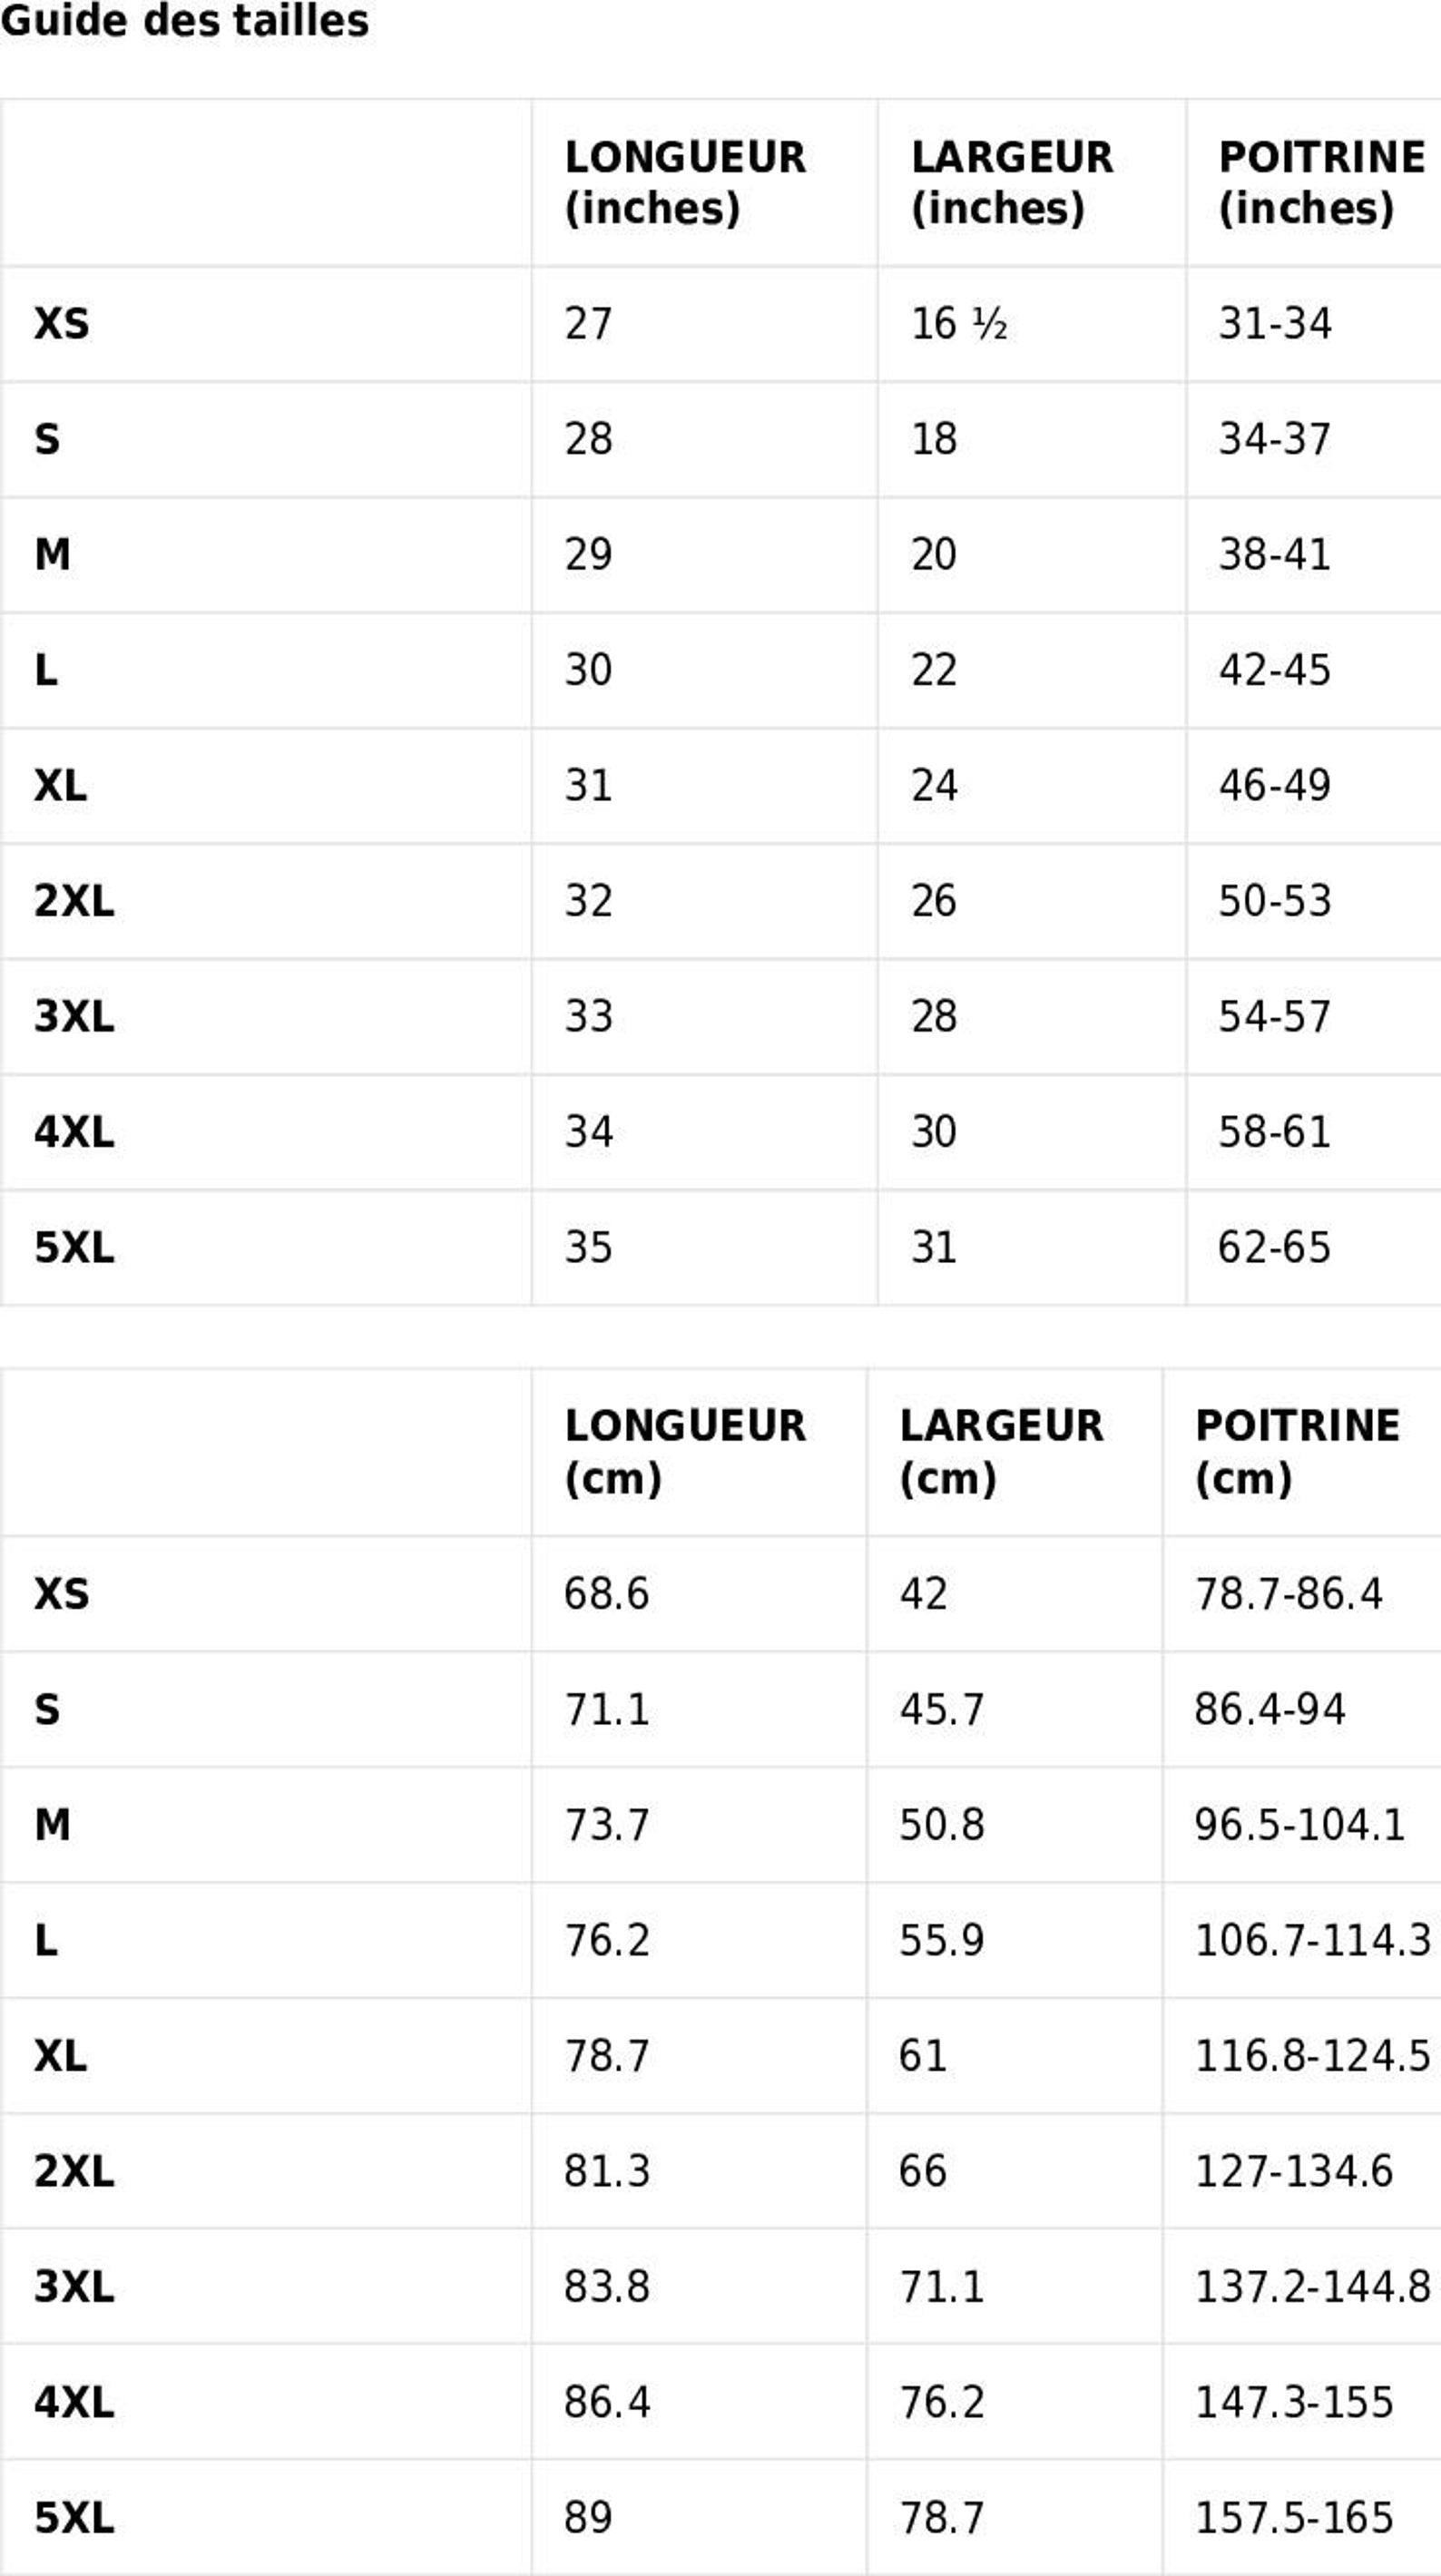 Guide des tailles
LONGUEUR LARGEUR POITRINE
(inches) (inches) (inches)
XS 27 16 ½ 31-34
S 28 18 34-37
M 29 20 38-41
L 30 22 42-45
XL 31 24 46-49
2XL 32 26 50-53
3XL 33 28 54-57
4XL 34 30 58-61
5XL 35 31 62-65
LONGUEUR LARGEUR POITRINE
(cm) (cm) (cm)
XS 68.6 42 78.7-86.4
S 71.1 45.7 86.4-94
M 73.7 50.8 96.5-104.1
L 76.2 55.9 106.7-114.3
XL 78.7 61 116.8-124.5
2XL 81.3 66 127-134.6
3XL 83.8 71.1 137.2-144.8
4XL 86.4 76.2 147.3-155
5XL 89 78.7 157.5-165